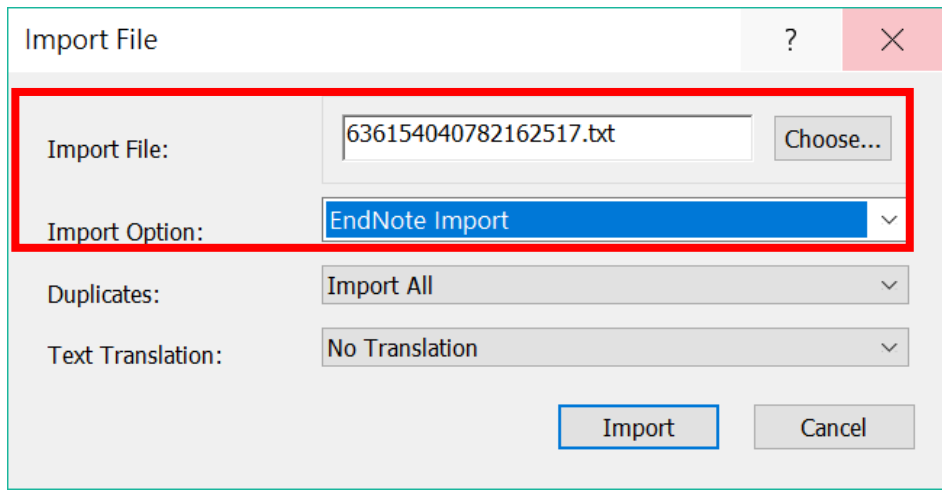 Import File ?
Import File: 636154040782162517.txt Choose...
Import Option: EndNote Import
Duplicates: Import All
Text Translation: No Translation
Import Cancel